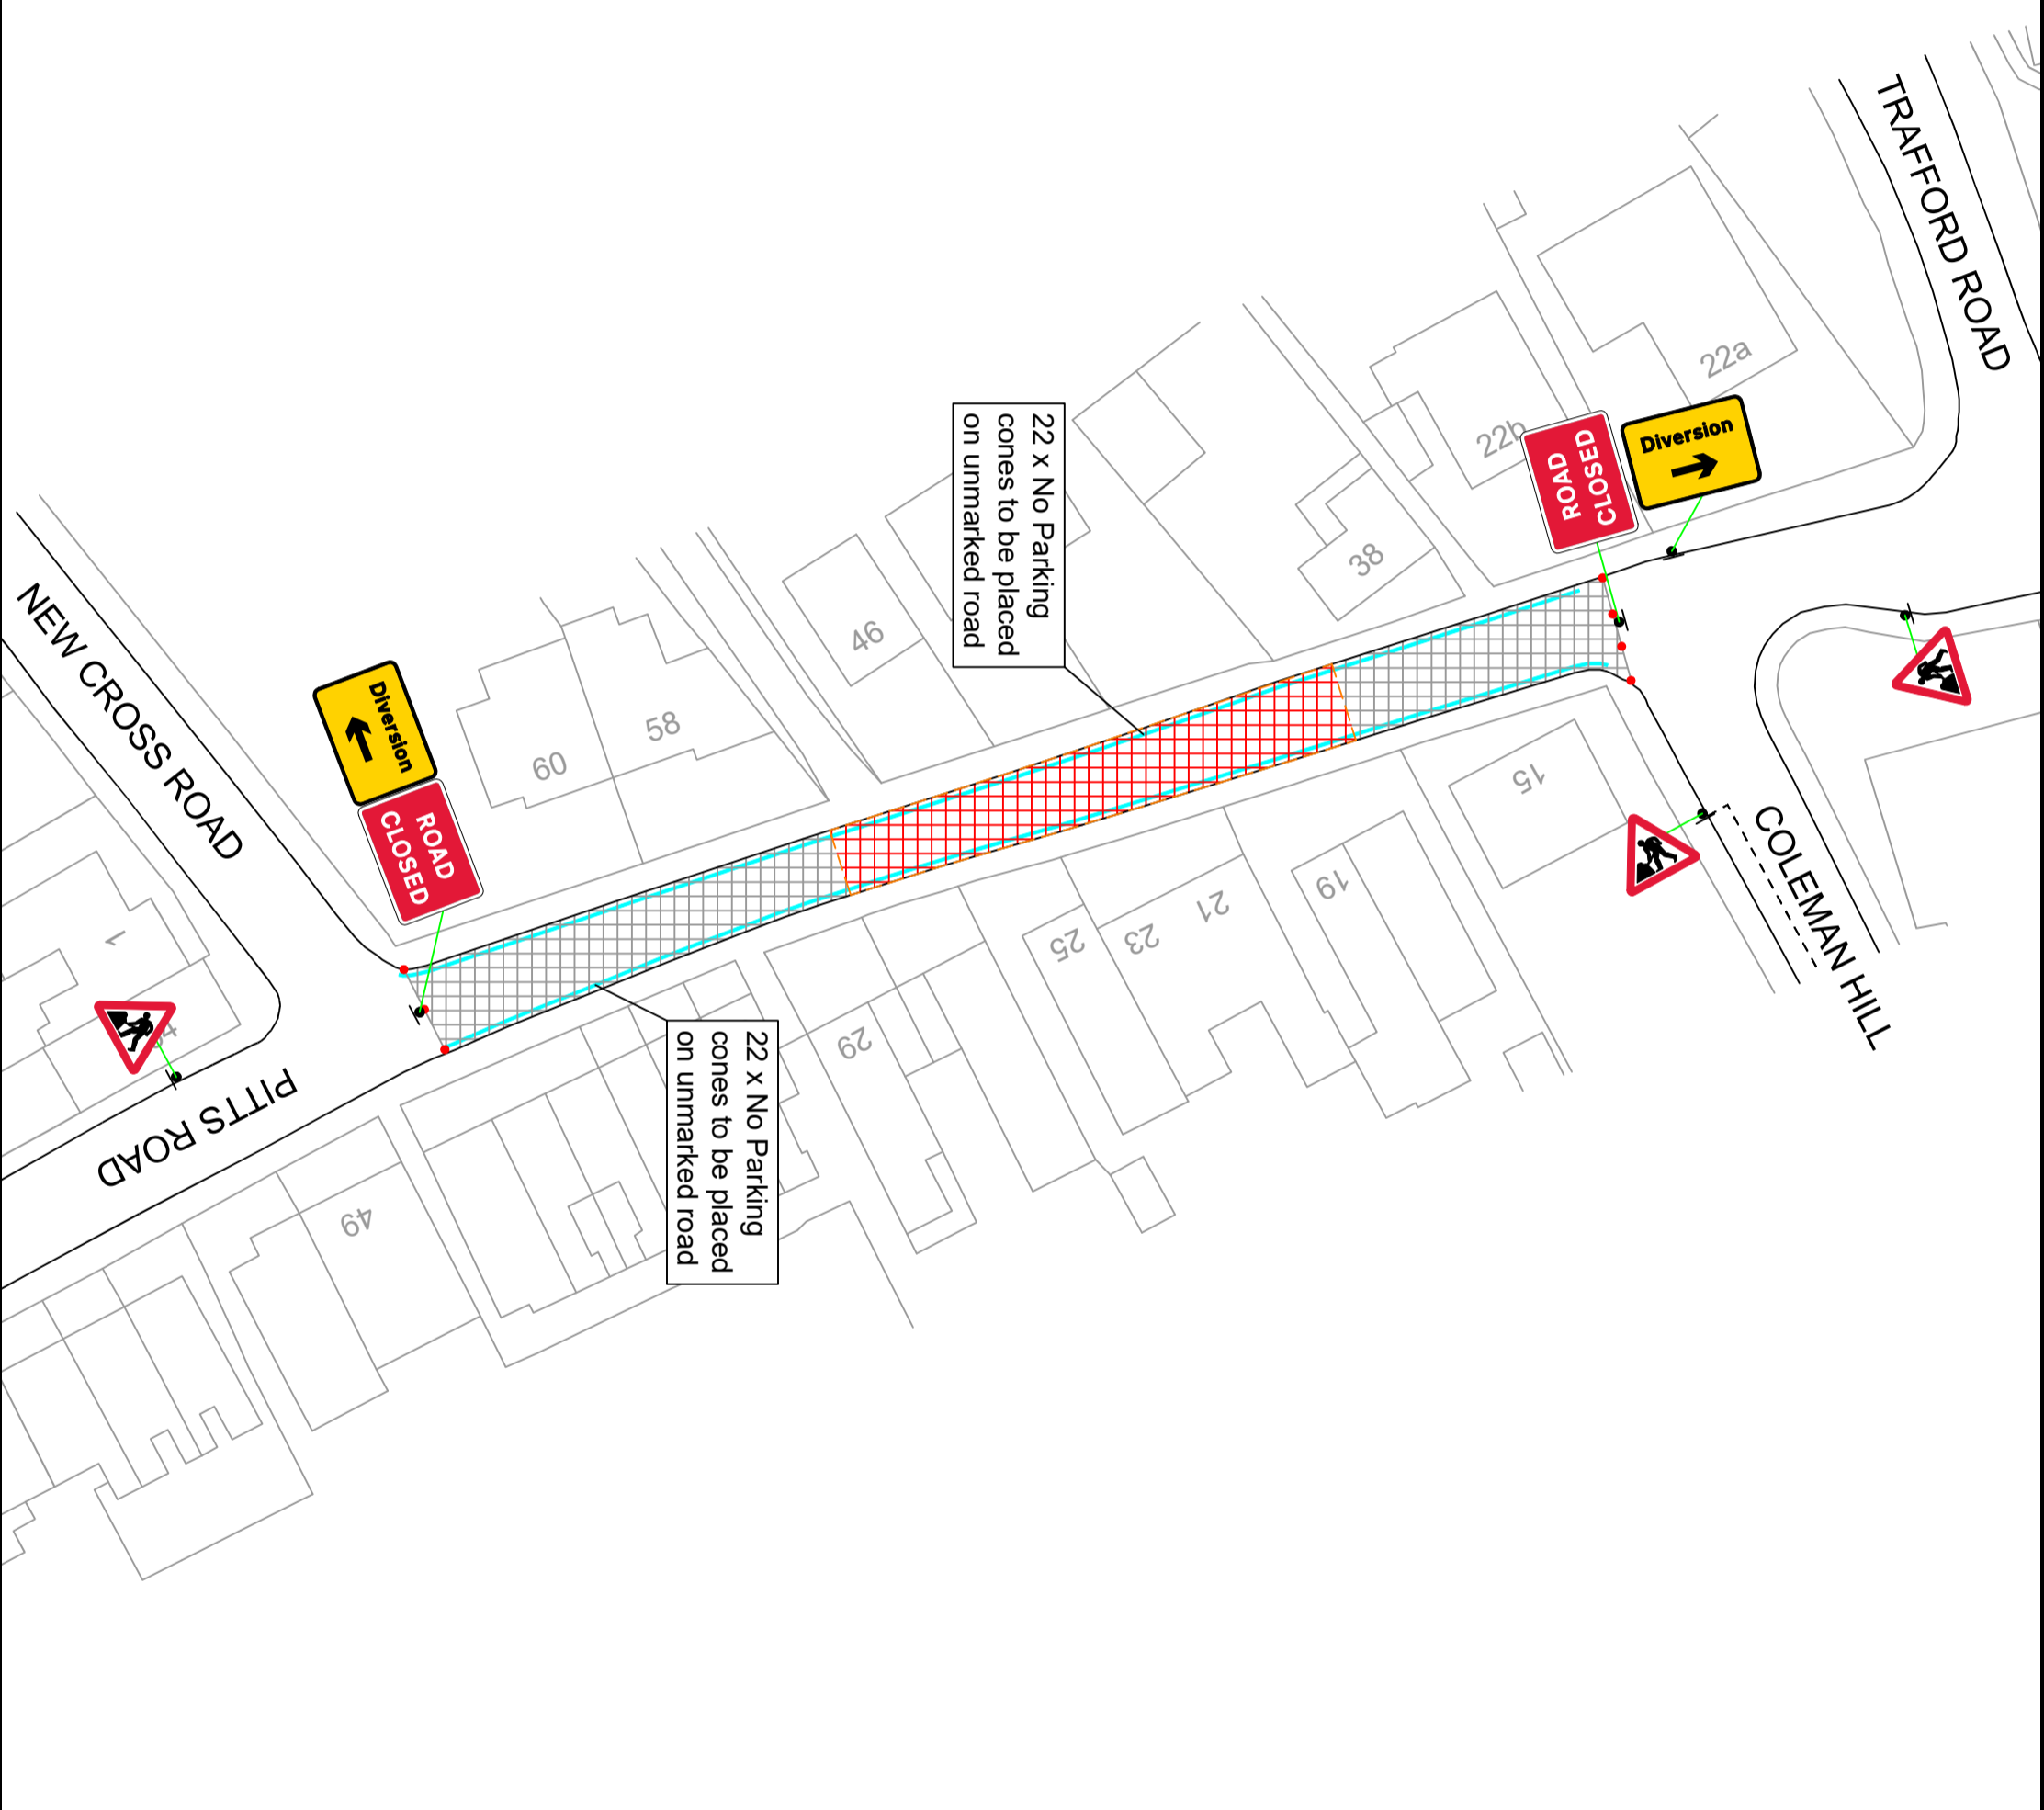 TRAFFORD ROAD
22a
22b
Diversion
ROAD
CLOSED
38
22 x No Parking
cones to be placed
on unmarked road
46
58
60
NEW CROSS ROAD
Diversion
ROAD
CLOSED
15
COLEMAN HILL
19
21
23
25
29
22 x No Parking
cones to be placed
on unmarked road
1
PITTS ROAD
49